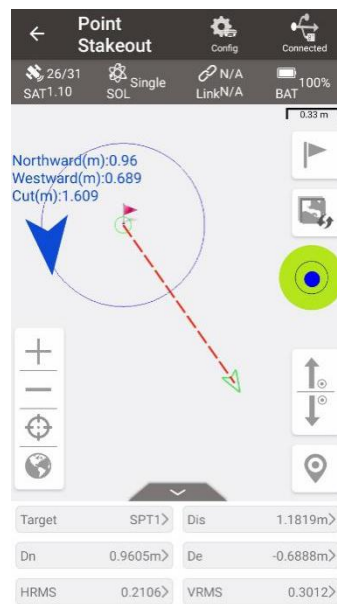 Point
Stakeout
Config
Connected
26/31
SAT1.10
Single
SOL
N/A
LinkN/A
100%
BAT
0.33 m
Northward(m):0.96
Westward(m):0.689
Cut(m):1.609
Target SPT1> Dis 1.1819m>
Dn 0.9605m> De -0.6888m>
HRMS 0.2106> VRMS 0.3012>